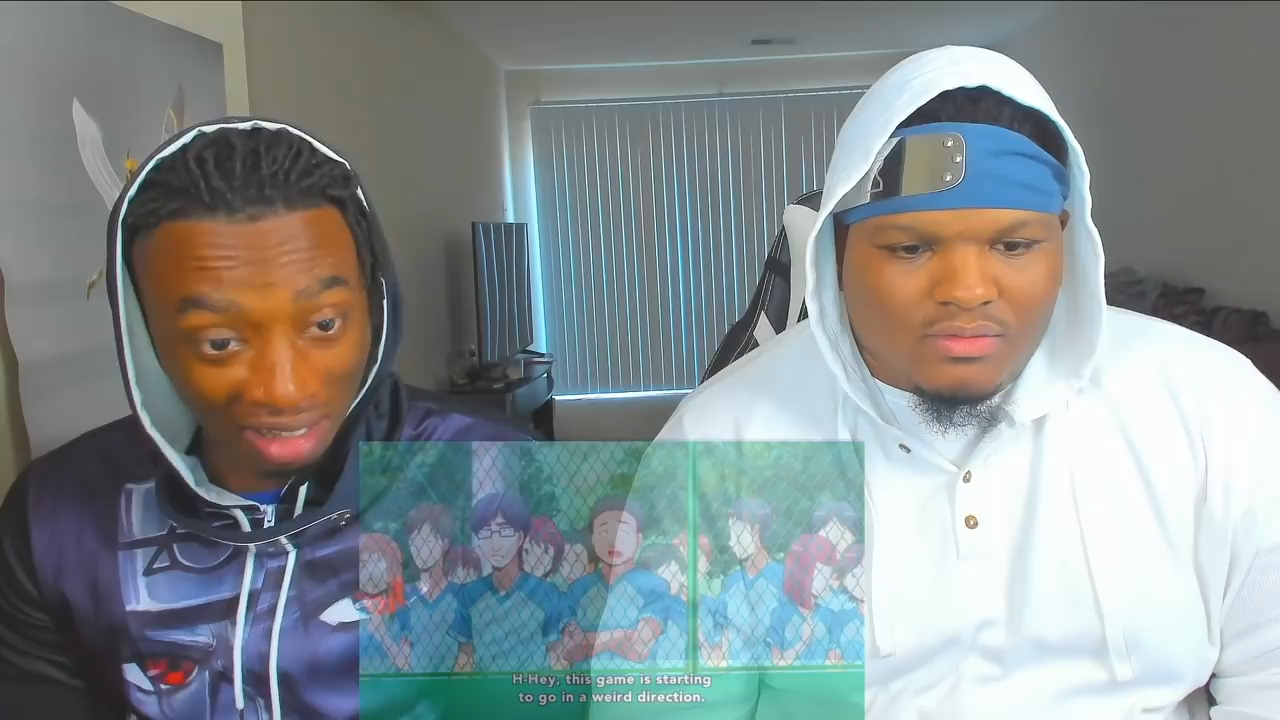 H-Hey, this game is starting
to go in a weird direction.